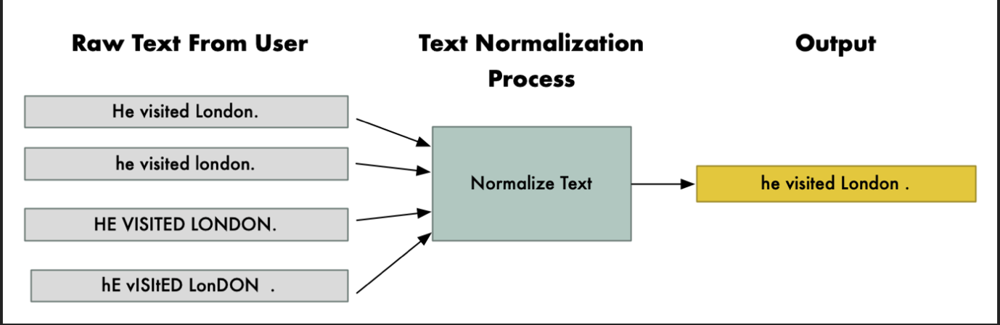 Raw Text From User
Text Normalization
Process
Output
He visited London.
he visited london.
HE VISITED LONDON.
hE vISItED LonDON  .
Normalize Text
he visited London .